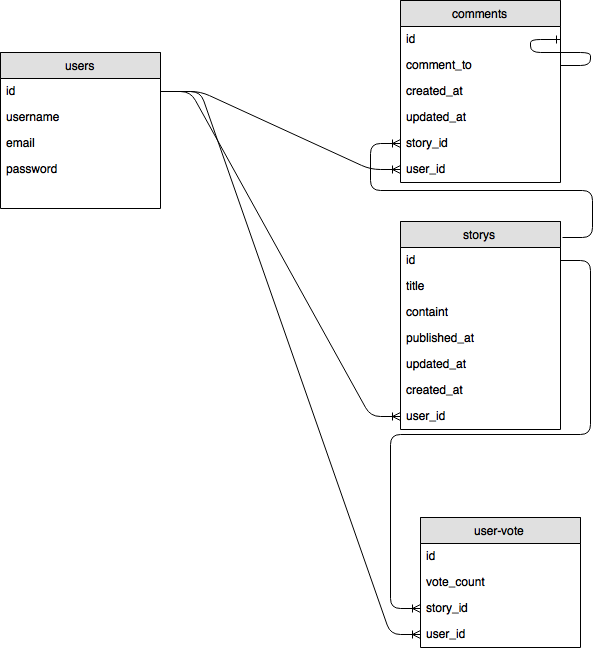 users
id
username
email
password
comments
id
comment_to
created_at
updated_at
story_id
user_id
storys
id
title
containt
published_at
updated_at
created_at
user_id
user-vote
id
vote_count
story_id
user_id